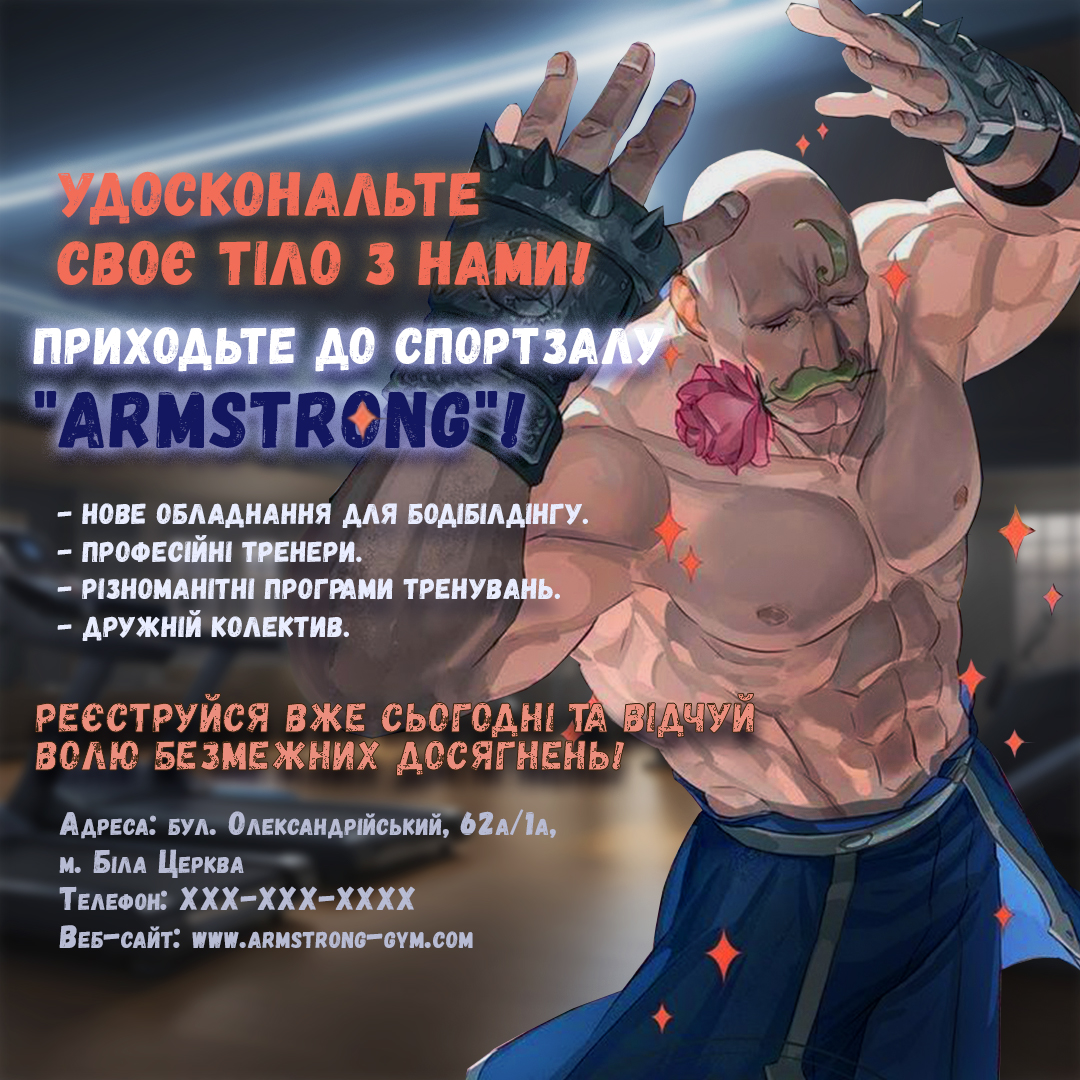 УДОСКОНАЛЬТЕ
СВОЄ ТІЛО З НАМИ!
ПРИХОДЬТЕ ДО СПОРТЗАЛУ
"ARMSTRONG"!
- НОВЕ ОБЛАДНАННЯ ДЛЯ БОДІБІЛДІНГУ.
- ПРОФЕСІЙНІ ТРЕНЕРИ.
- РІЗНОМАНІТНІ ПРОГРАМИ ТРЕНУВАНЬ.
- ДРУЖНІЙ КОЛЕКТИВ.
РЕЄСТРУЙСЯ ВЖЕ СЬОГОДНІ ТА ВІДЧУЙ
ВОЛЮ БЕЗМЕЖНИХ ДОСЯГНЕНЬ!
Адреса: бул. Олександрійський, 62а/1а,
м. Біла Церква
Телефон: XXX-XXX-XXXX
Веб-сайт: www.armstrong-gym.com